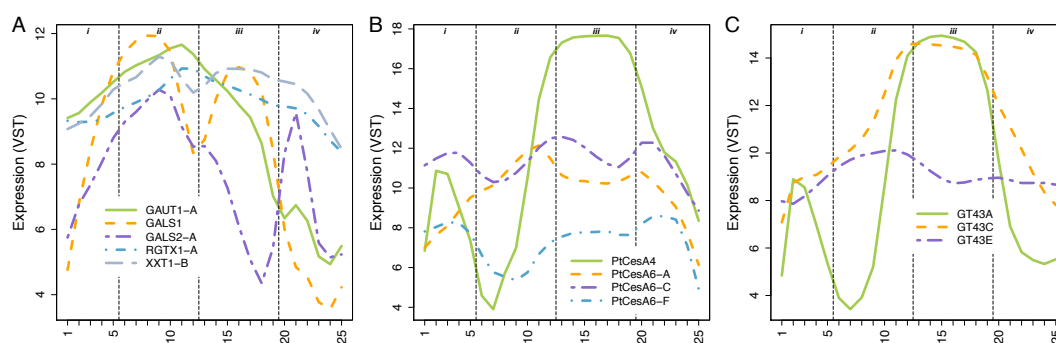 A
B
C
i
ii
iii
iv
i
ii
iii
iv
i
ii
iii
iv
Expression (VST)
12
10
8
6
4
GAUT1−A
GALS1
GALS2−A
RGTX1−A
XXT1−B
1
5
10
15
20
25
Expression (VST)
18
16
14
12
10
8
6
4
PtCesA4
PtCesA6−A
PtCesA6−C
PtCesA6−F
1
5
10
15
20
25
Expression (VST)
14
12
10
8
6
4
GT43A
GT43C
GT43E
1
5
10
15
20
25